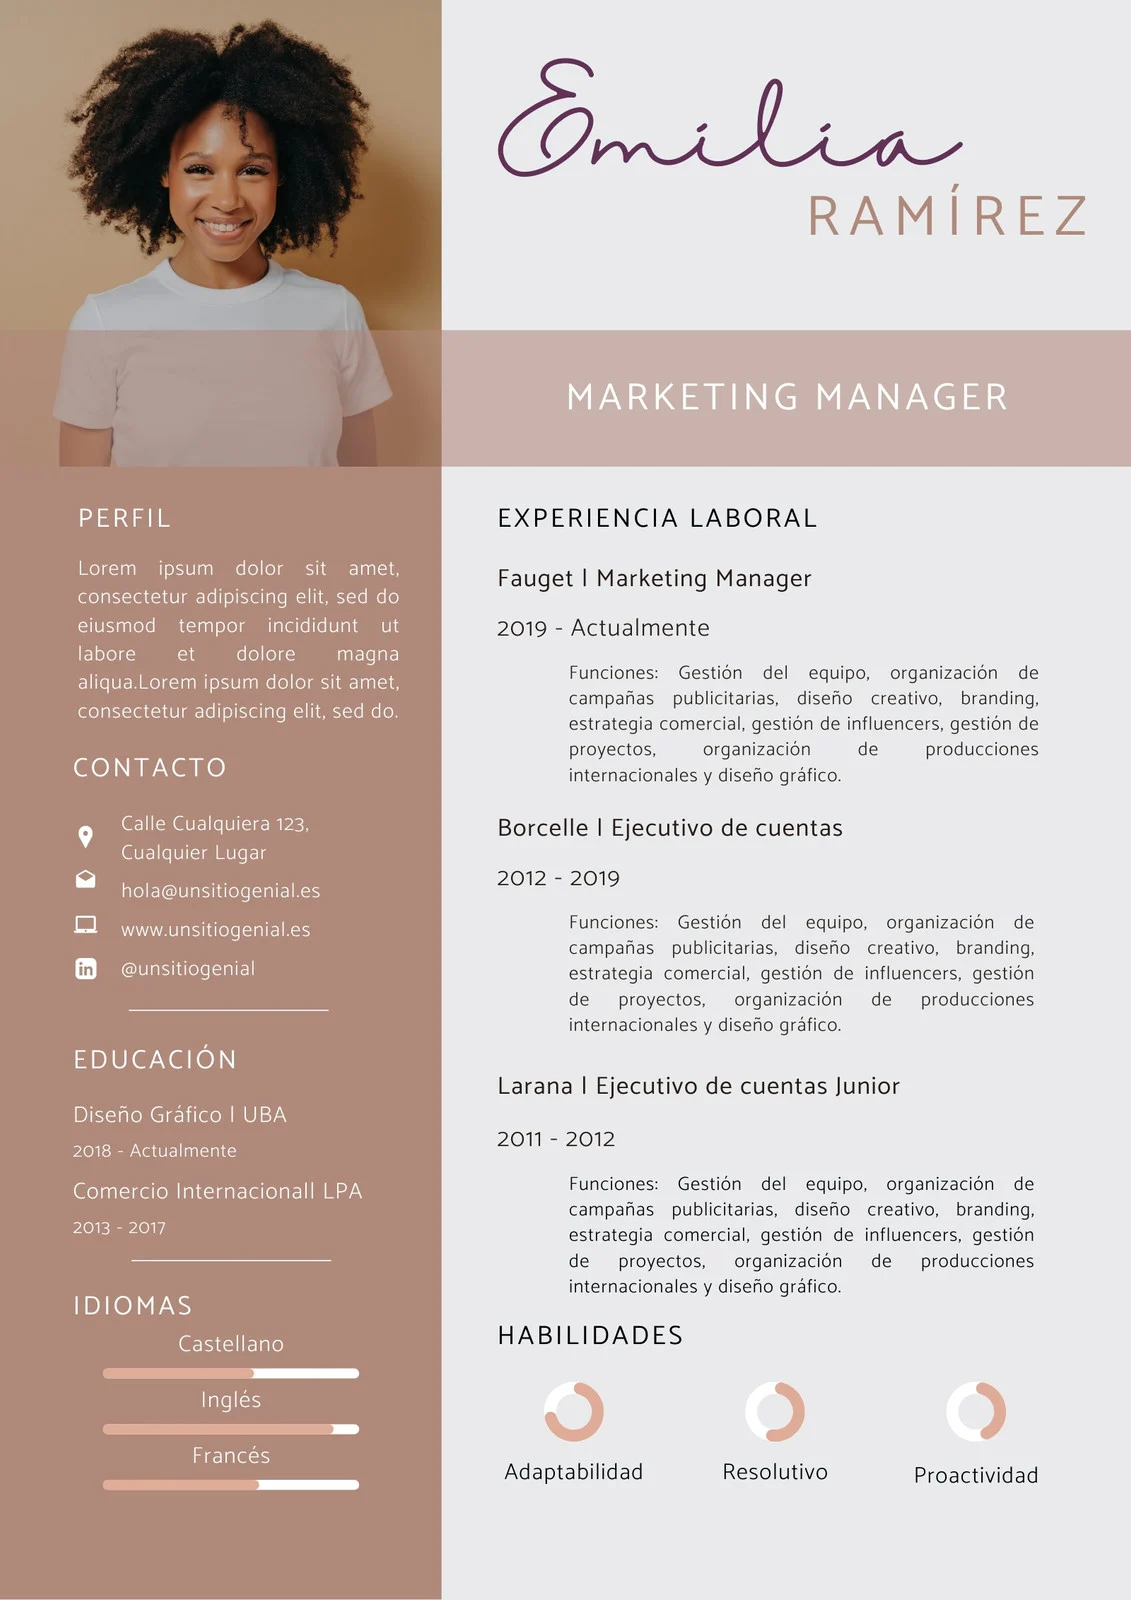 Emilia
RAMÍREZ
MARKETING MANAGER
PERFIL
Lorem ipsum dolor sit amet,
consectetur adipiscing elit, sed do
eiusmod tempor incididunt ut
labore et dolore magna
aliqua.Lorem ipsum dolor sit amet,
consectetur adipiscing elit, sed do.
CONTACTO
Calle Cualquiera 123,
Cualquier Lugar
hola@unsitiogenial.es
www.unsitiogenial.es
in
@unsitiogenial
EDUCACIÓN
Diseño Gráfico l UBA
2018 - Actualmente
Comercio Internacionall LPA
2013 - 2017
IDIOMAS
Castellano
Inglés
Francés
EXPERIENCIA LABORAL
Fauget l Marketing Manager
2019 - Actualmente
Funciones: Gestión del equipo, organización de
campañas publicitarias, diseño creativo, branding,
estrategia comercial, gestión de influencers, gestión de
proyectos, organización de producciones
internacionales y diseño gráfico.
Borcelle l Ejecutivo de cuentas
2012 - 2019
Funciones: Gestión del equipo, organización de
campañas publicitarias, diseño creativo, branding,
estrategia comercial, gestión de influencers, gestión
de proyectos, organización de producciones
internacionales y diseño gráfico.
Larana l Ejecutivo de cuentas Junior
2011 - 2012
Funciones: Gestión del equipo, organización de
campañas publicitarias, diseño creativo, branding,
estrategia comercial, gestión de influencers, gestión
de proyectos, organización de producciones
internacionales y diseño gráfico.
HABILIDADES
Adaptabilidad
Resolutivo
Proactividad